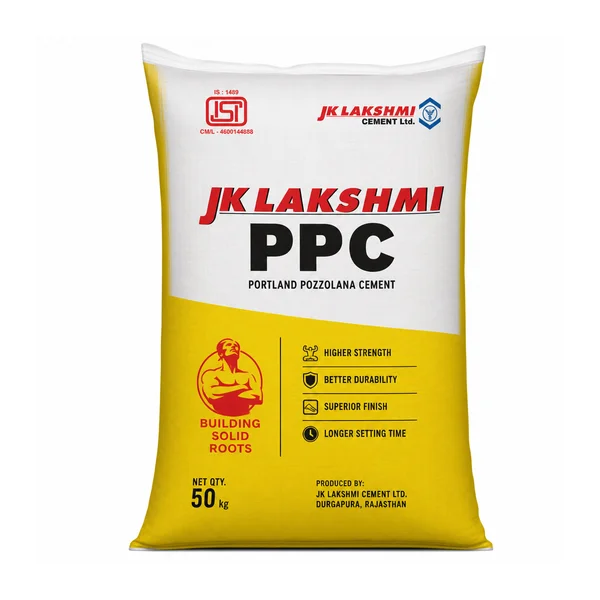 IS : 1489
ISI
CM/L - 4600144888
JK LAKSHMI
CEMENT Ltd.
JK LAKSHMI
PPC
PORTLAND POZZOLANA CEMENT
BUILDING
SOLID
ROOTS
HIGHER STRENGTH
BETTER DURABILITY
SUPERIOR FINISH
LONGER SETTING TIME
NET QTY.
50 kg
PRODUCED BY:
JK LAKSHMI CEMENT LTD.
DURGAPURA, RAJASTHAN